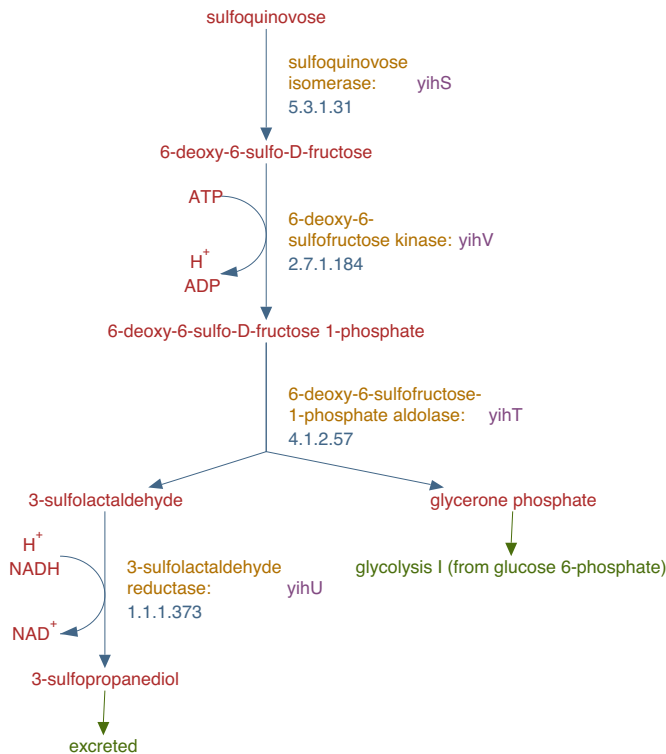 sulfoquinovose
sulfoquinovose
isomerase: yihS
5.3.1.31
6-deoxy-6-sulfo-D-fructose
ATP
6-deoxy-6-
sulfofructose kinase: yihV
H+
2.7.1.184
ADP
6-deoxy-6-sulfo-D-fructose 1-phosphate
6-deoxy-6-sulfofructose-
1-phosphate aldolase: yihT
4.1.2.57
3-sulfolactaldehyde
glycerone phosphate
H+
NADH
3-sulfolactaldehyde
reductase: yihU
1.1.1.373
NAD+
glycolysis I (from glucose 6-phosphate)
3-sulfopropanediol
excreted